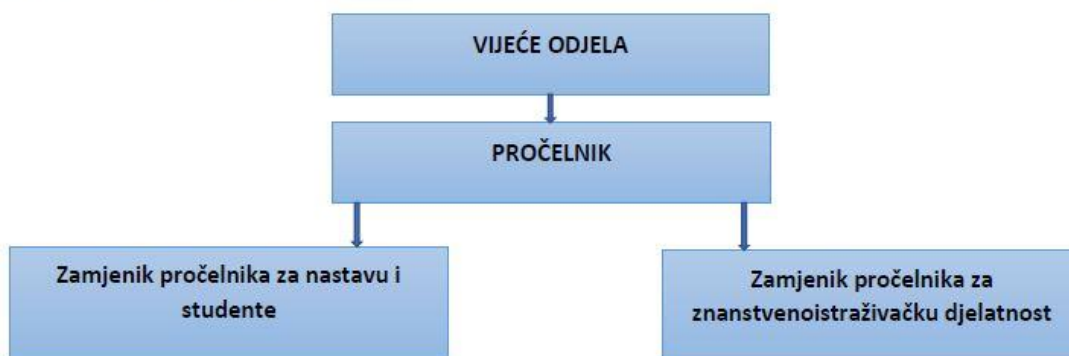 VIJEĆE ODJELA
PROČELNIK
Zamjenik pročelnika za nastavu i
studente
Zamjenik pročelnika za
znanstvenoistraživačku djelatnost